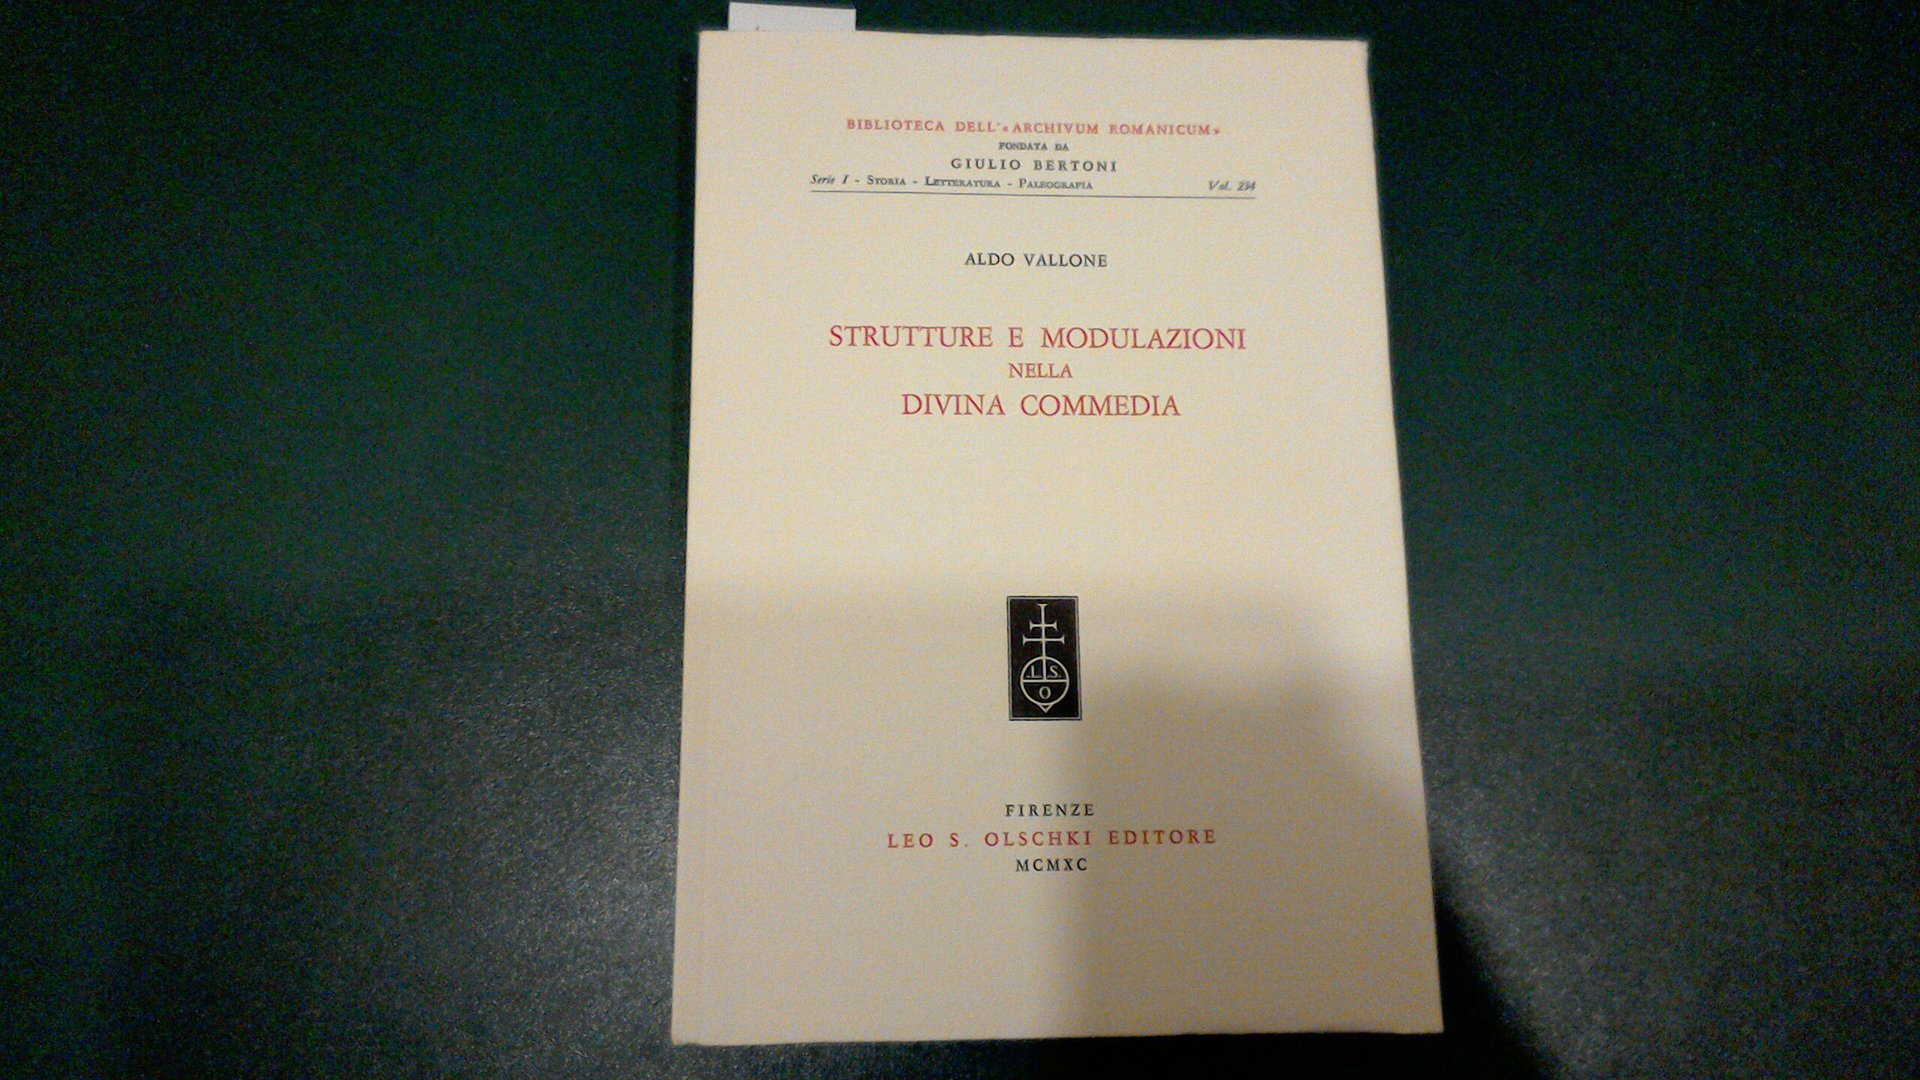 BIBLIOTECA DELL'«ARCHIVUM ROMANICUM»
FONDATA DA
GIULIO BERTONI
Serie I - STORIA - LETTERATURA - PALEOGRAFIA Vol. 234
ALDO VALLONE
STRUTTURE E MODULAZIONI
NELLA
DIVINA COMMEDIA
L. S.
O
FIRENZE
LEO S. OLSCHKI EDITORE
MCMXC